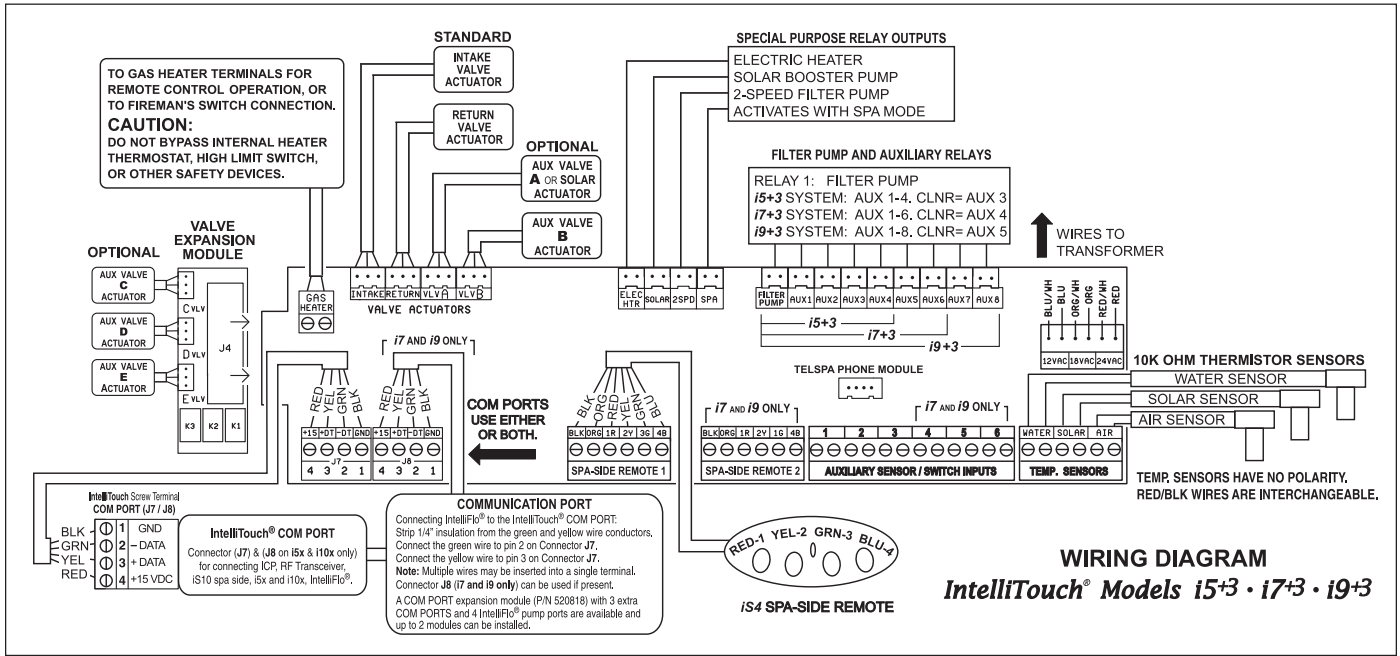 STANDARD
INTAKE
VALVE
ACTUATOR
RETURN
VALVE
ACTUATOR
OPTIONAL
AUX VALVE
A OR SOLAR
ACTUATOR
AUX VALVE
B
ACTUATOR
TO GAS HEATER TERMINALS FOR
REMOTE CONTROL OPERATION, OR
TO FIREMAN'S SWITCH CONNECTION.
CAUTION:
DO NOT BYPASS INTERNAL HEATER
THERMOSTAT, HIGH LIMIT SWITCH,
OR OTHER SAFETY DEVICES.
SPECIAL PURPOSE RELAY OUTPUTS
ELECTRIC HEATER
SOLAR BOOSTER PUMP
2-SPEED FILTER PUMP
ACTIVATES WITH SPA MODE
FILTER PUMP AND AUXILIARY RELAYS
RELAY 1: FILTER PUMP
i5+3 SYSTEM: AUX 1-4. CLNR= AUX 3
i7+3 SYSTEM: AUX 1-6. CLNR= AUX 4
i9+3 SYSTEM: AUX 1-8. CLNR= AUX 5
WIRES TO
TRANSFORMER
OPTIONAL
VALVE
EXPANSION
MODULE
AUX VALVE
C
ACTUATOR
AUX VALVE
D
ACTUATOR
AUX VALVE
E
ACTUATOR
C VLV
D VLV
E VLV
J4
K3 K2 K1
GAS
HEATER
INTAKE RETURN VLV A VLV B
VALVE ACTUATORS
ELEC
HTR
SOLAR 2SPD SPA
FILTER
PUMP
AUX1 AUX2 AUX3 AUX4 AUX5 AUX6 AUX7 AUX8
i5+3
i7+3
i9+3
BLU/WH BLU ORG/WH ORG RED/WH RED
12VAC 18VAC 24VAC
TELSPA PHONE MODULE
i7 AND i9 ONLY
RED YEL GRN BLK
RED YEL GRN BLK
+15 +DT -DT GND
+15 +DT -DT GND
J7 J8
4 3 2 1
4 3 2 1
COM PORTS
USE EITHER
OR BOTH.
BLK ORG RED YEL GRN BLU
BLK ORG 1R 2Y 3G 4B
SPA-SIDE REMOTE 1
i7 AND i9 ONLY
BLK ORG 1R 2Y 1G 4B
SPA-SIDE REMOTE 2
i7 AND i9 ONLY
1 2 3 4 5 6
AUXILIARY SENSOR / SWITCH INPUTS
WATER SOLAR AIR
TEMP. SENSORS
10K OHM THERMISTOR SENSORS
WATER SENSOR
SOLAR SENSOR
AIR SENSOR
TEMP. SENSORS HAVE NO POLARITY.
RED/BLK WIRES ARE INTERCHANGEABLE.
IntelliTouch Screw Terminal
COM PORT (J7 / J8)
BLK 1 GND
GRN 2 – DATA
YEL 3 + DATA
RED 4 +15 VDC
IntelliTouch® COM PORT
Connector (J7) & (J8 on i5x & i10x only)
for connecting ICP, RF Transceiver,
iS10 spa side, i5x and i10x, IntelliFlo®.
COMMUNICATION PORT
Connecting IntelliFlo® to the IntelliTouch® COM PORT:
Strip 1/4" insulation from the green and yellow wire conductors.
Connect the green wire to pin 2 on Connector J7.
Connect the yellow wire to pin 3 on Connector J7.
Note: Multiple wires may be inserted into a single terminal.
Connector J8 (i7 and i9 only) can be used if present.
A COM PORT expansion module (P/N 520818) with 3 extra
COM PORTS and 4 IntelliFlo® pump ports are available and
up to 2 modules can be installed.
RED-1 YEL-2 GRN-3 BLU-4
iS4 SPA-SIDE REMOTE
WIRING DIAGRAM
IntelliTouch® Models i5+3 · i7+3 · i9+3